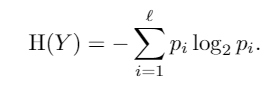 H(Y) = − ∑_{i=1}^{ℓ} p_i log_2 p_i.